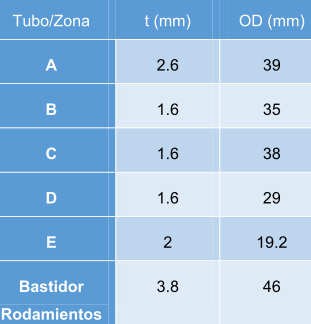 Tubo/Zona t (mm) OD (mm)
A 2.6 39
B 1.6 35
C 1.6 38
D 1.6 29
E 2 19.2
Bastidor 3.8 46
Rodamientos